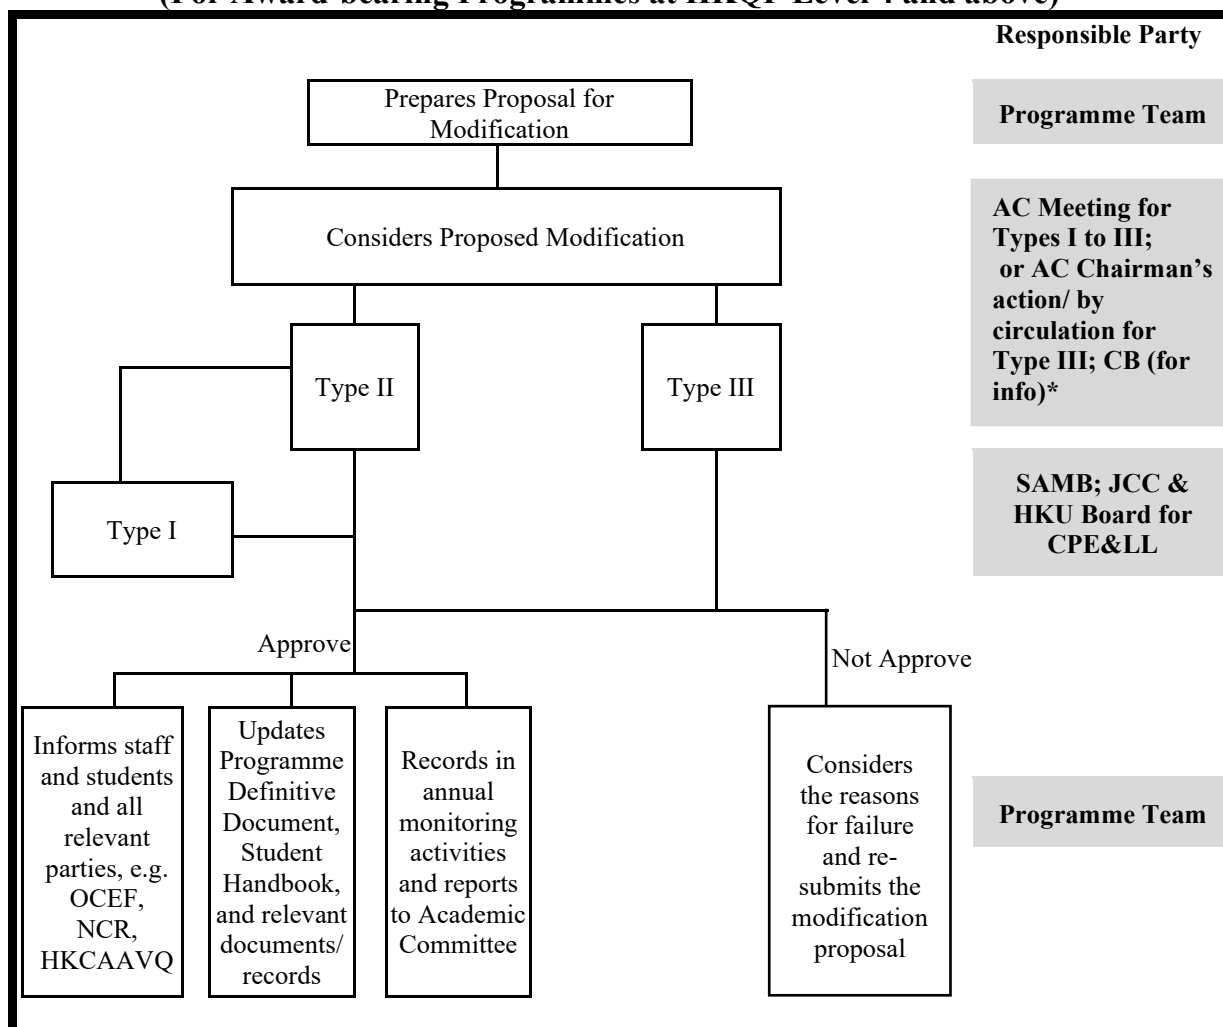 (For Award-bearing Programmes at HKQF Level 4 and above)
Responsible Party
Prepares Proposal for
Modification
Programme Team
Considers Proposed Modification
AC Meeting for
Types I to III;
or AC Chairman's
action/ by
circulation for
Type III; CB (for
info)*
Type II
Type III
Type I
SAMB; JCC &
HKU Board for
CPE&LL
Approve
Not Approve
Informs staff
and students
and all
relevant
parties, e.g.
OCEF,
NCR,
HKCAAVQ
Updates
Programme
Definitive
Document,
Student
Handbook,
and relevant
documents/
records
Records in
annual
monitoring
activities
and reports
to Academic
Committee
Considers
the reasons
for failure
and re-
submits the
modification
proposal
Programme Team